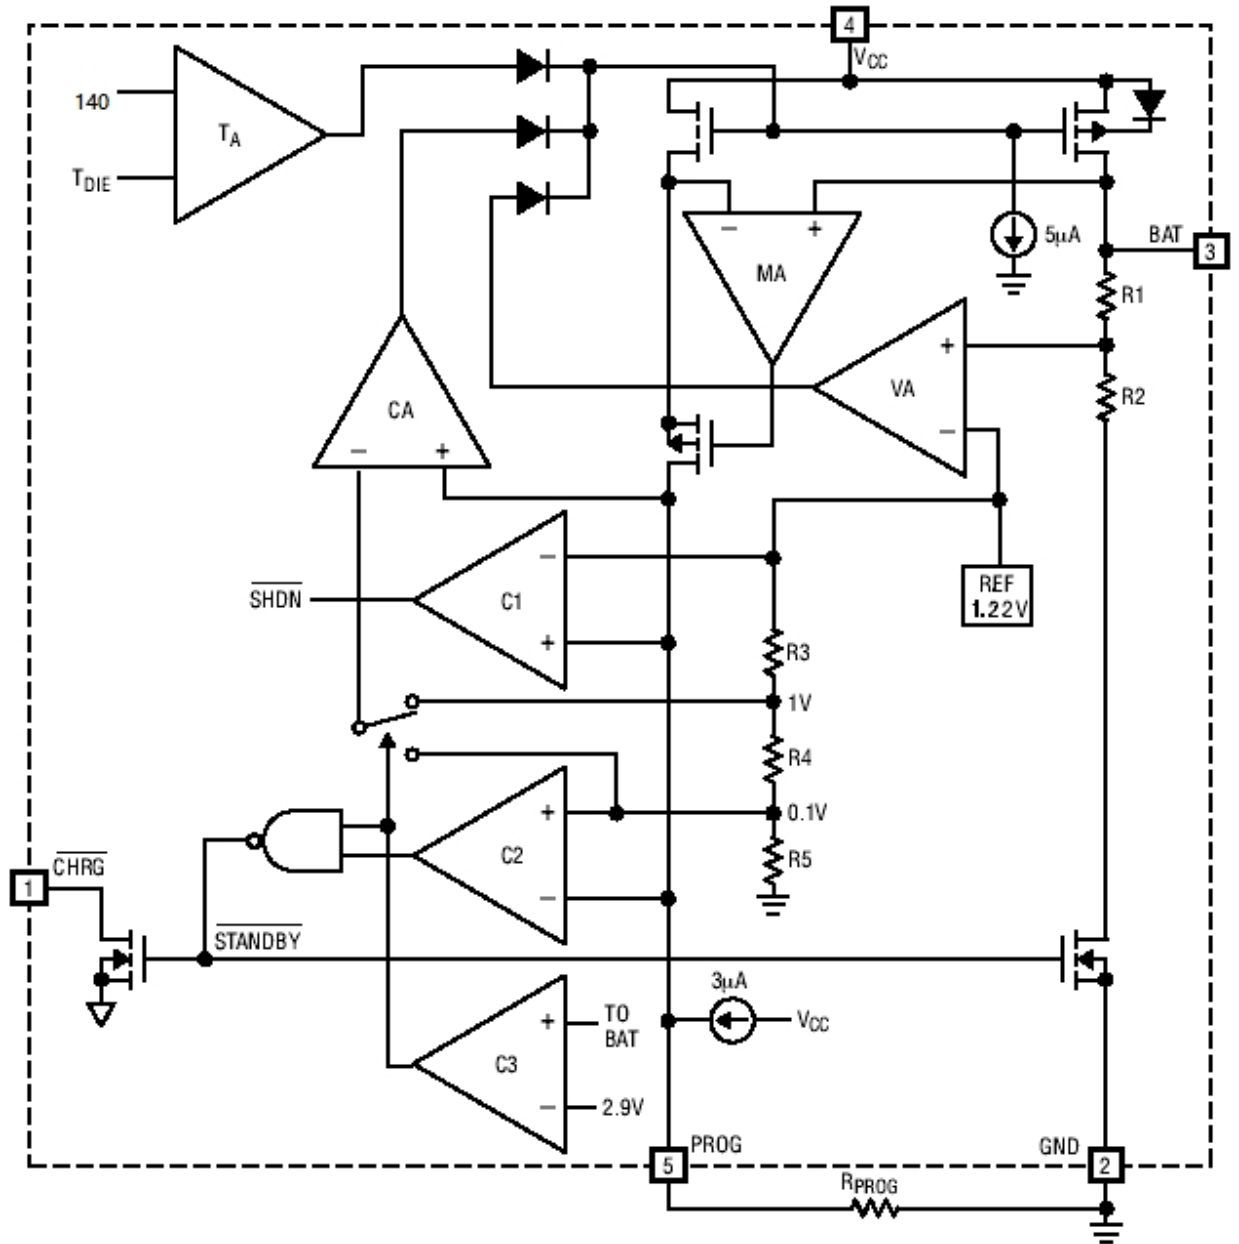 4
VCC
140
TA
TDIE
− +
MA
5μA
BAT
3
R1
+
VA
−
R2
CA
− +
−
C1
+
SHDN
REF
1.22V
R3
1V
R4
0.1V
R5
+
C2
−
CHRG
1
STANDBY
3μA
VCC
+
TO
BAT
C3
−
2.9V
PROG
5
GND
2
RPROG